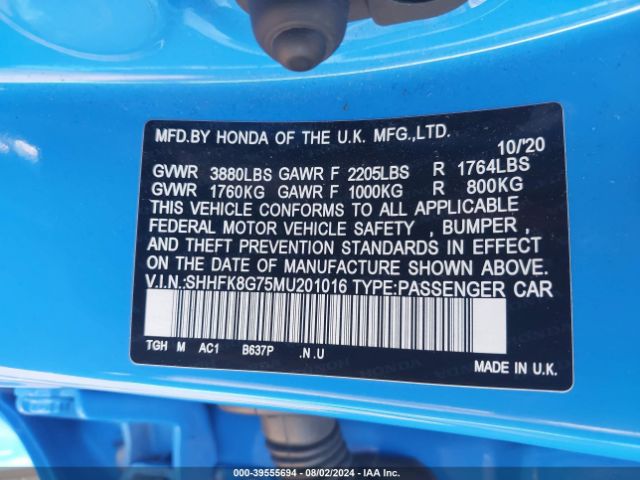 MFD.BY HONDA OF THE U.K. MFG.,LTD.
10/'20
GVWR 3880LBS GAWR F 2205LBS R 1764LBS
GVWR 1760KG GAWR F 1000KG R 800KG
THIS VEHICLE CONFORMS TO ALL APPLICABLE
FEDERAL MOTOR VEHICLE SAFETY , BUMPER ,
AND THEFT PREVENTION STANDARDS IN EFFECT
ON THE DATE OF MANUFACTURE SHOWN ABOVE.
V.I.N.:SHHFK8G75MU201016 TYPE:PASSENGER CAR
TGH M AC1 B637P .N.U
MADE IN U.K.
000-39555694 - 08/02/2024 - IAA Inc.